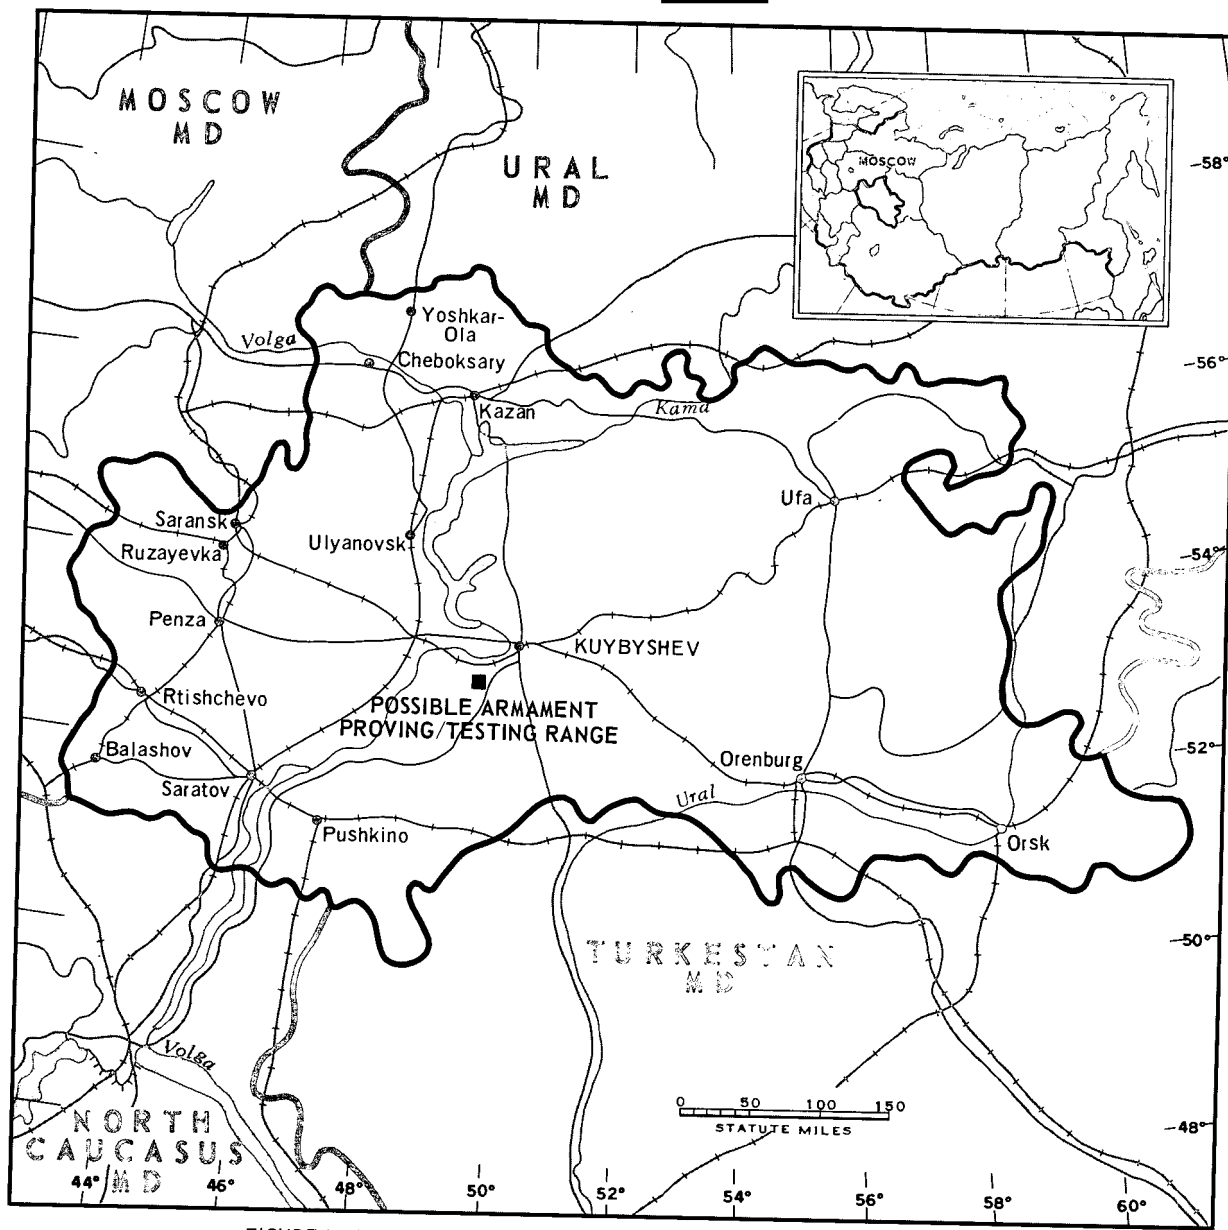 MOSCOW
MD
URAL
MD
MOSCOW
-58°
Yoshkar-
Ola
Volga
Cheboksary
-56°
Kazan
Kama
Ufa
Saransk
Ulyanovsk
Ruzayevka
-54°
Penza
KUYBYSHEV
Rtishchevo
POSSIBLE ARMAMENT
PROVING/TESTING RANGE
Balashov
-52°
Orenburg
Saratov
Ural
Pushkino
Orsk
TURKESTAN
MD
-50°
Volga
0 50 100 150
STATUTE MILES
NORTH
CAUCASUS
MD
-48°
44° 46° 48° 50° 52° 54° 56° 58° 60°